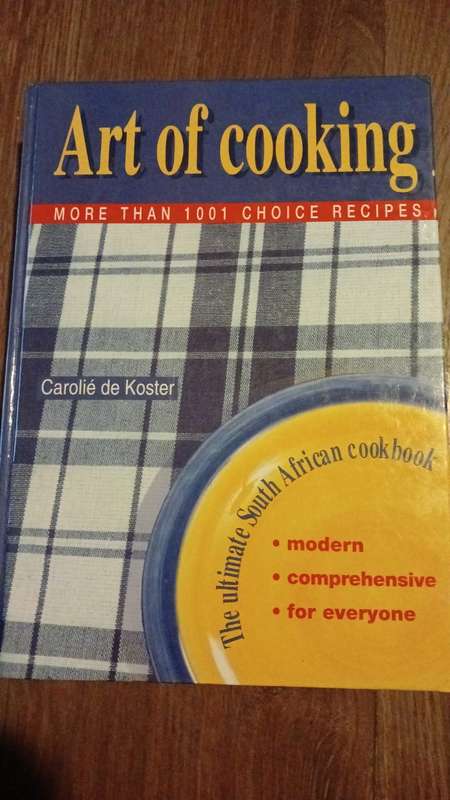 Art of cooking
MORE THAN 1001 CHOICE RECIPES
Carolié de Koster
The ultimate South African cookbook
• modern
• comprehensive
• for everyone